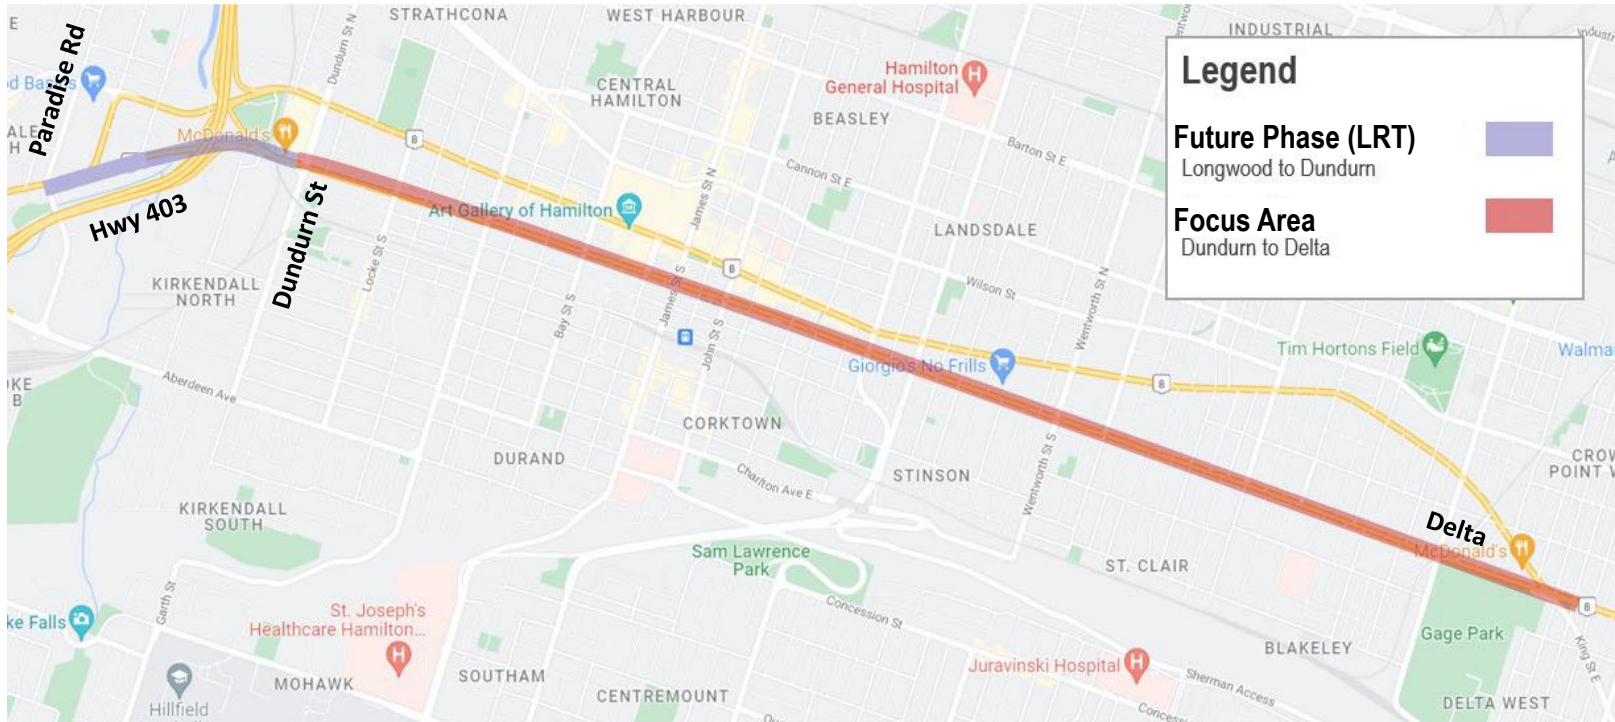 STRATHCONA
WEST HARBOUR
INDUSTRIAL
Paradise Rd
Dundurn St N
Hamilton
General Hospital
CENTRAL
HAMILTON
BEASLEY
McDonald's
8
Barton St E
Cannon St E
Hwy 403
Dundurn St
Art Gallery of Hamilton
James St N
LANDSDALE
KIRKENDALL
NORTH
Locke St S
Bay St S
James St S
John St S
8
Wilson St
Wentworth St N
Legend
Future Phase (LRT)
Longwood to Dundurn
Focus Area
Dundurn to Delta
Giorgio's No Frills
Tim Hortons Field
8
Aberdeen Ave
CORKTOWN
DURAND
STINSON
Charlton Ave E
Wentworth St S
KIRKENDALL
SOUTH
Delta
McDonald's
Sam Lawrence
Park
ST. CLAIR
8
Garth St
St. Joseph's
Healthcare Hamilton...
Concession St
Gage Park
King St E
BLAKELEY
Juravinski Hospital
Sherman Access
MOHAWK
SOUTHAM
CENTREMOUNT
Hillfield
DELTA WEST